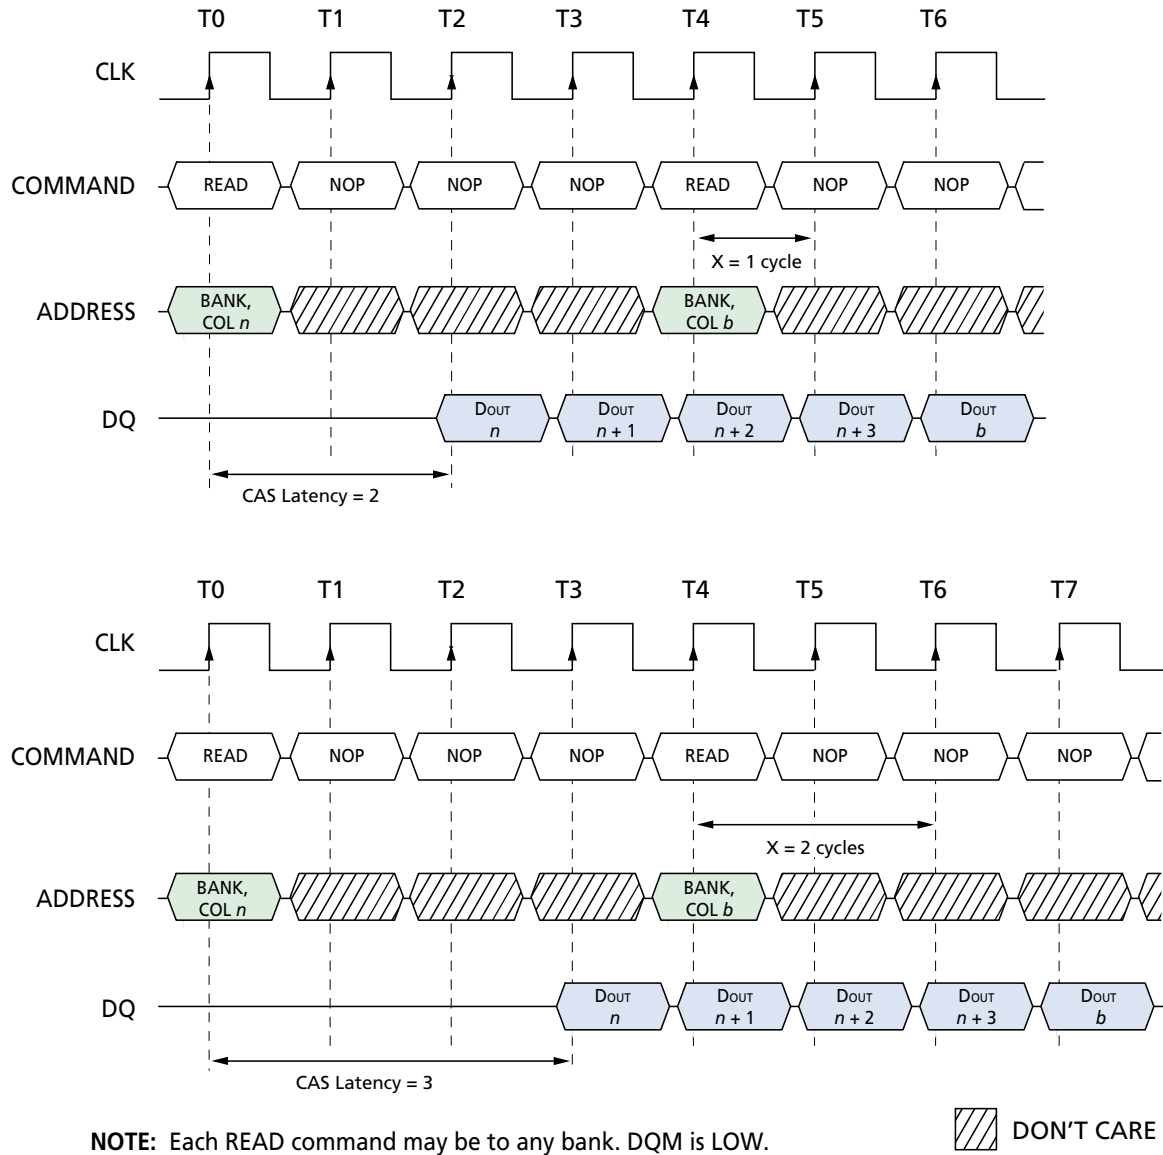 T0 T1 T2 T3 T4 T5 T6
CLK
COMMAND READ NOP NOP NOP READ NOP NOP
X = 1 cycle
ADDRESS BANK, COL n BANK, COL b
DQ DOUT n DOUT n + 1 DOUT n + 2 DOUT n + 3 DOUT b
CAS Latency = 2
T0 T1 T2 T3 T4 T5 T6 T7
CLK
COMMAND READ NOP NOP NOP READ NOP NOP NOP
X = 2 cycles
ADDRESS BANK, COL n BANK, COL b
DQ DOUT n DOUT n + 1 DOUT n + 2 DOUT n + 3 DOUT b
CAS Latency = 3
NOTE: Each READ command may be to any bank. DQM is LOW.
DON'T CARE